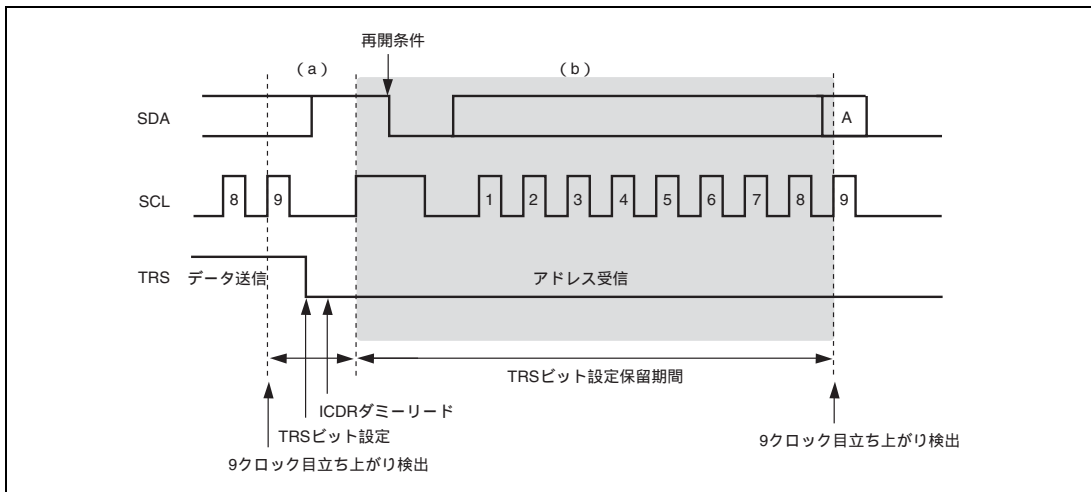 再開条件
(a)
(b)
SDA
A
SCL
8
9
1
2
3
4
5
6
7
8
9
TRS
データ送信
アドレス受信
TRSビット設定保留期間
ICDRダミーリード
TRSビット設定
9クロック目立ち上がり検出
9クロック目立ち上がり検出